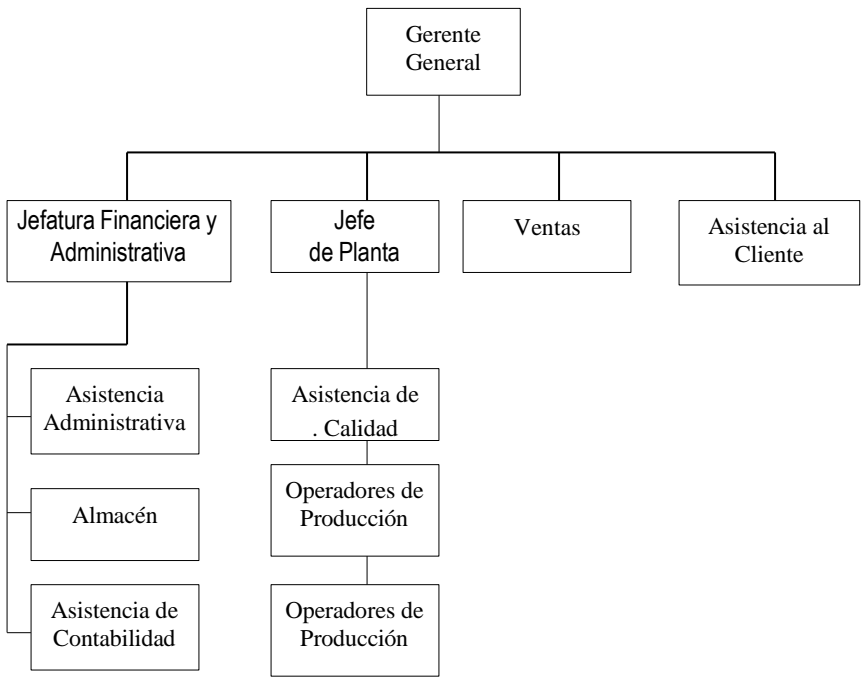 Gerente
General
Jefatura Financiera y
Administrativa
Jefe
de Planta
Ventas
Asistencia al
Cliente
Asistencia
Administrativa
Asistencia de
. Calidad
Almacén
Operadores de
Producción
Asistencia de
Contabilidad
Operadores de
Producción